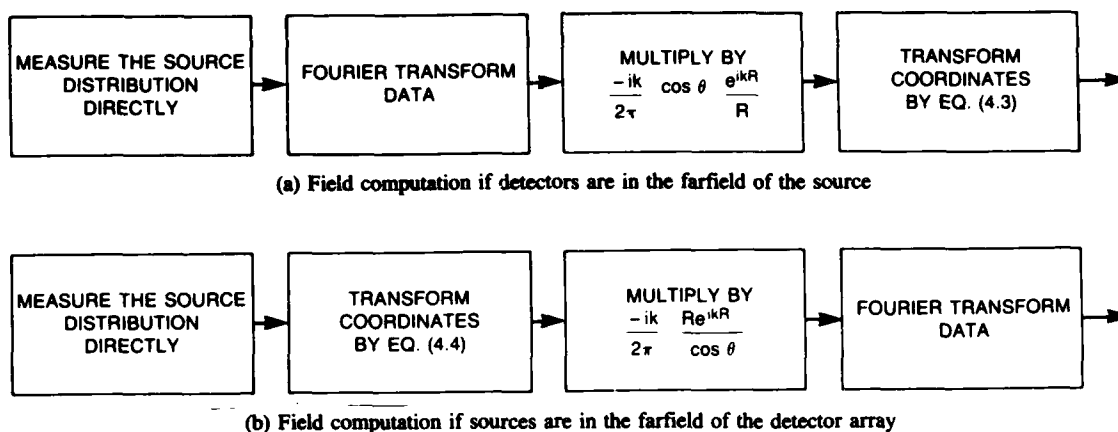 MEASURE THE SOURCE
DISTRIBUTION
DIRECTLY
FOURIER TRANSFORM
DATA
MULTIPLY BY
-ik/2π cos θ e^{ikR}/R
TRANSFORM
COORDINATES
BY EQ. (4.3)
(a) Field computation if detectors are in the farfield of the source
MEASURE THE SOURCE
DISTRIBUTION
DIRECTLY
TRANSFORM
COORDINATES
BY EQ. (4.4)
MULTIPLY BY
-ik/2π Re^{ikR}/cos θ
FOURIER TRANSFORM
DATA
(b) Field computation if sources are in the farfield of the detector array